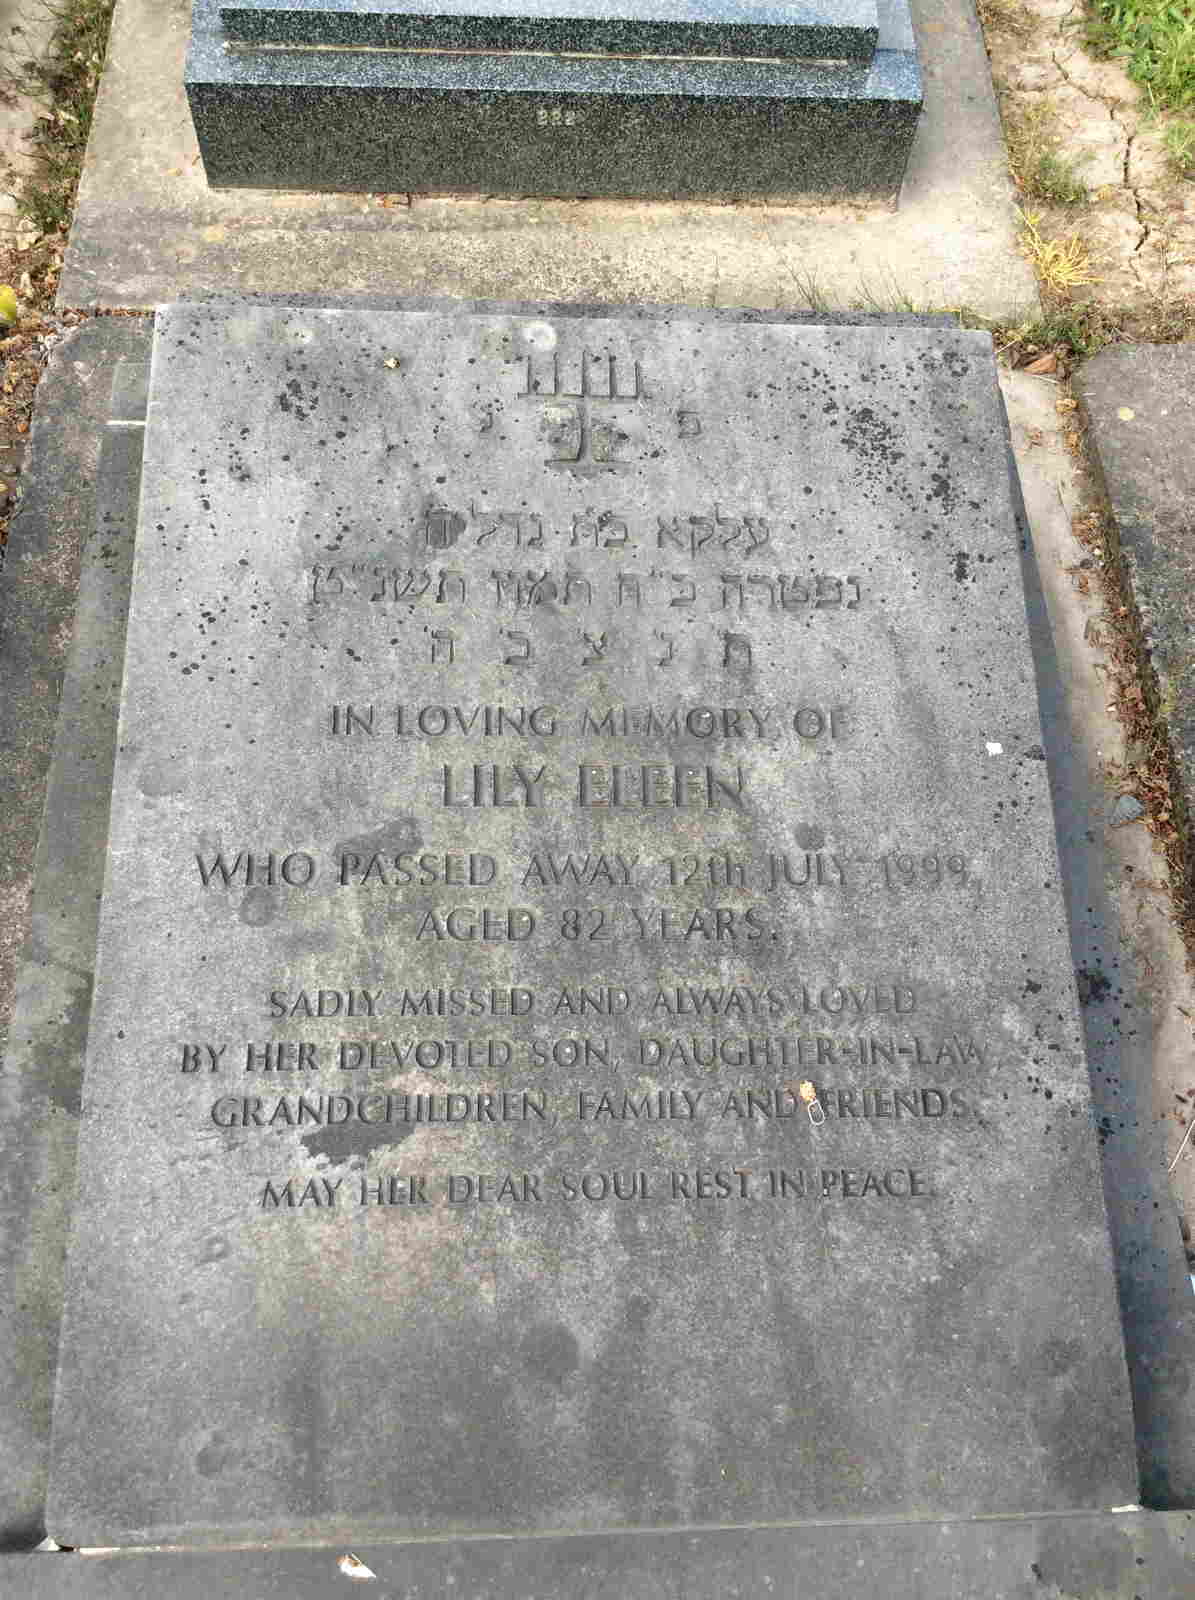 פ נ
עלקא בת גדליה
נפטרה כ״ח תמוז תשנ״ט
ת נ צ ב ה
IN LOVING MEMORY OF
LILY EILEEN
WHO PASSED AWAY 12th JULY 1999,
AGED 82 YEARS.
SADLY MISSED AND ALWAYS LOVED
BY HER DEVOTED SON, DAUGHTER-IN-LAW,
GRANDCHILDREN, FAMILY AND FRIENDS.
MAY HER DEAR SOUL REST IN PEACE.